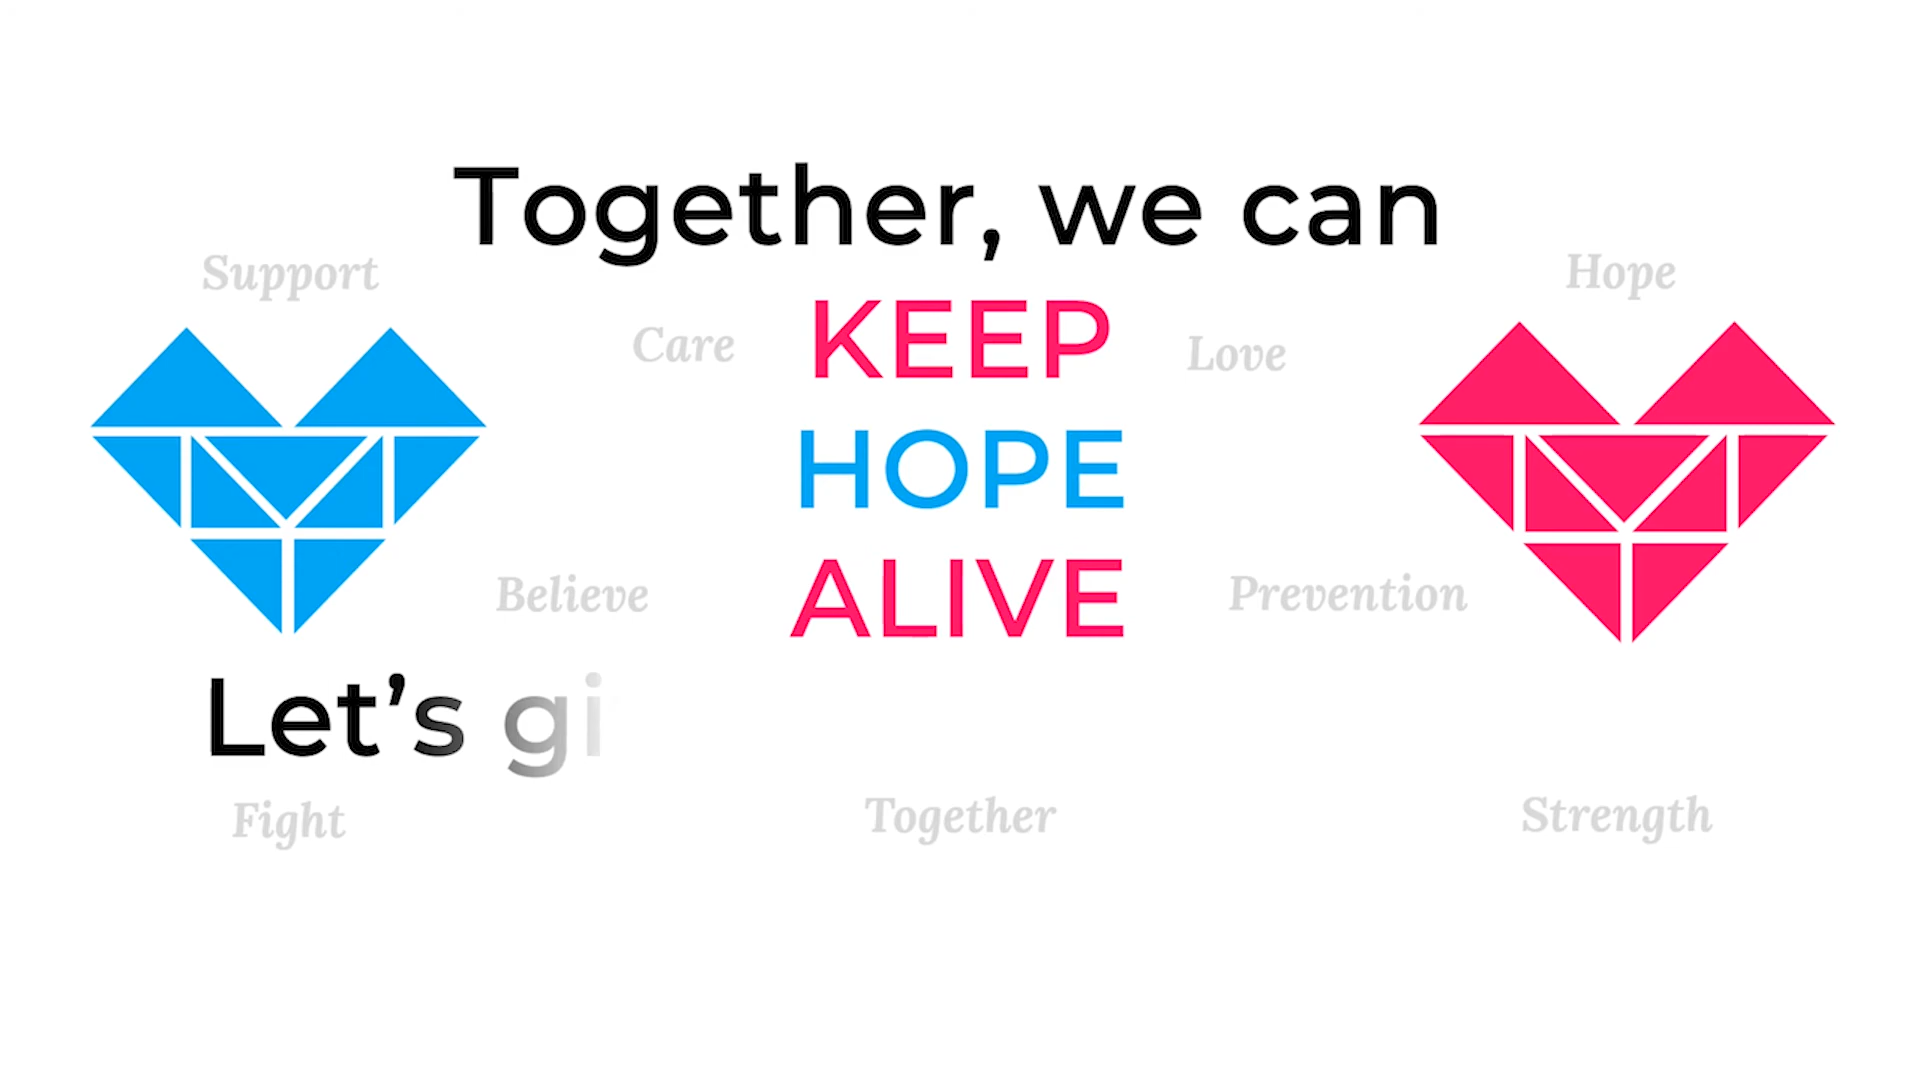 Together, we can
Support
Hope
KEEP
Care
Love
HOPE
ALIVE
Believe
Prevention
Let’s gi
Fight
Together
Strength